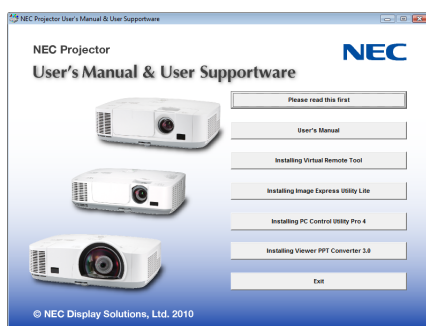 NEC Projector User's Manual & User Supportware
NEC Projector
NEC
User's Manual & User Supportware
Please read this first
User's Manual
Installing Virtual Remote Tool
Installing Image Express Utility Lite
Installing PC Control Utility Pro 4
Installing Viewer PPT Converter 3.0
Exit
© NEC Display Solutions, Ltd. 2010